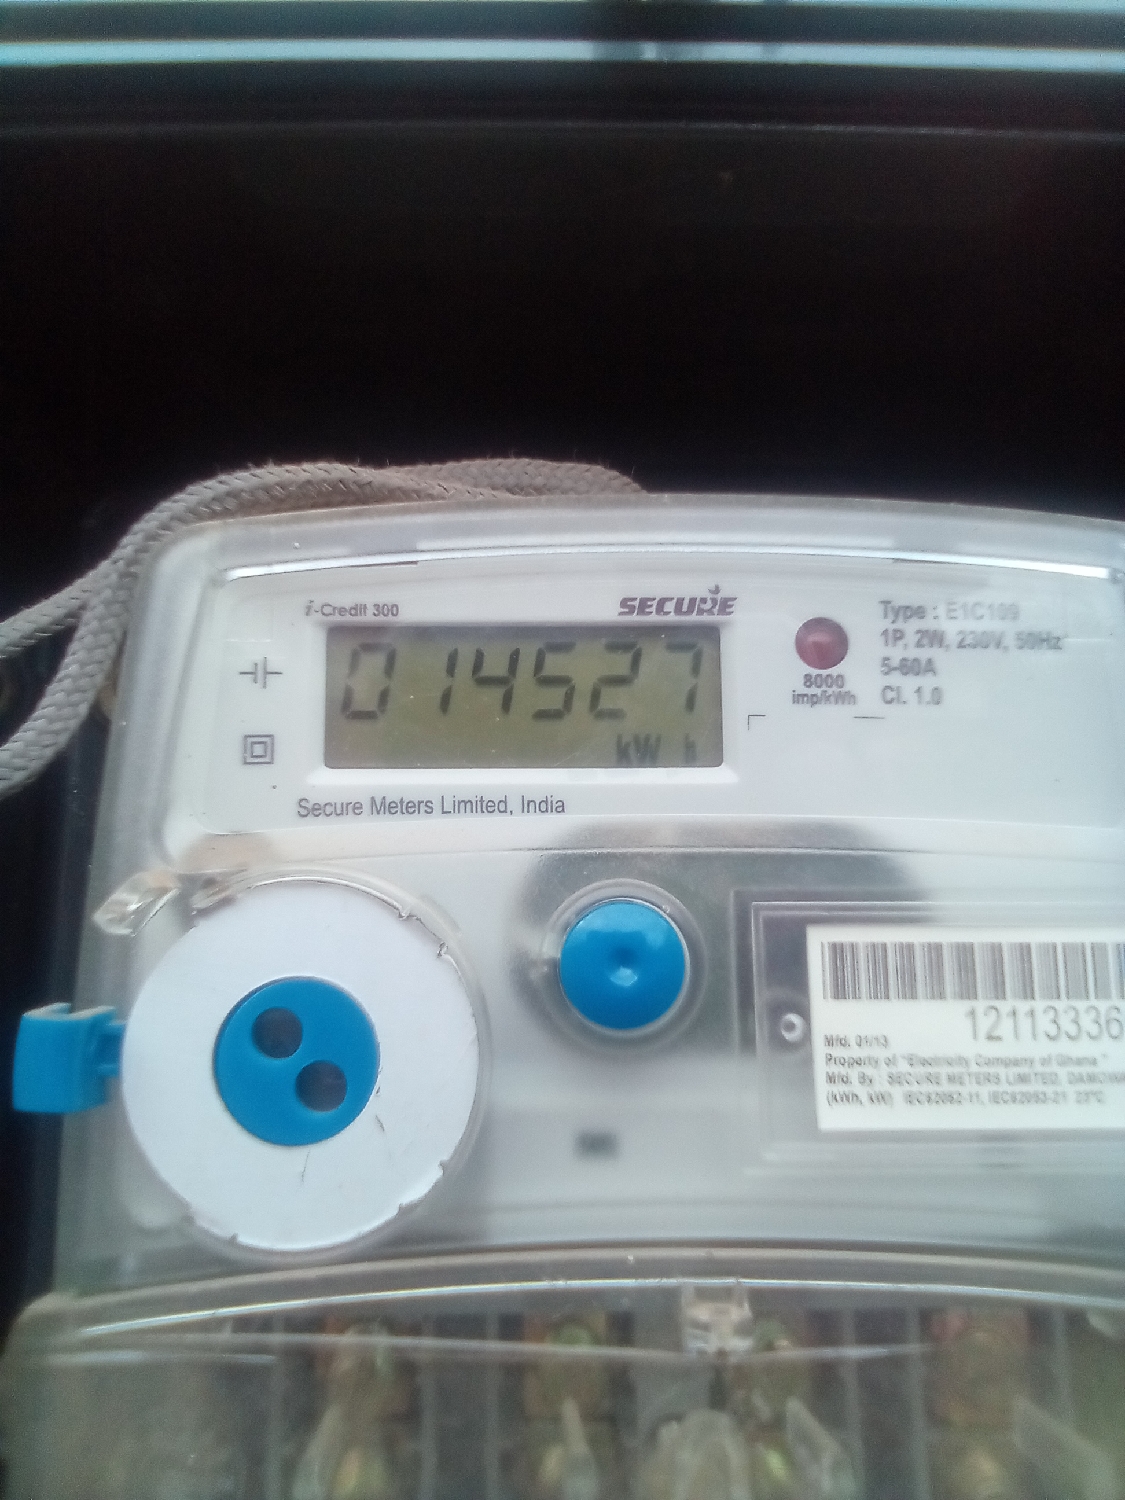 i-Credit 300
SECURE
014527
kW h
8000
imp/kWh
Type : E1C109
1P, 2W, 230V, 50Hz
5-60A
Cl. 1.0
Secure Meters Limited, India
12113336
Mfd. 01/13
Property of "Electricity Company of Ghana "
Mfd. By : SECURE METERS LIMITED,
(kWh, kW) IEC62052-11, IEC62053-21 23°C